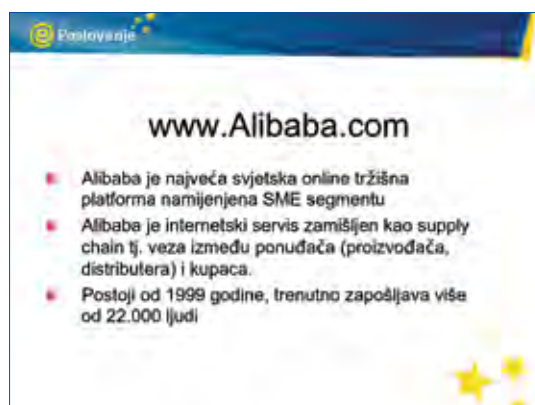 e Poslovanje
www.Alibaba.com
Alibaba je najveća svjetska online tržišna
platforma namijenjena SME segmentu
Alibaba je internetski servis zamišljen kao supply
chain tj. veza između ponuđača (proizvođača,
distributera) i kupaca.
Postoji od 1999 godine, trenutno zapošljava više
od 22.000 ljudi